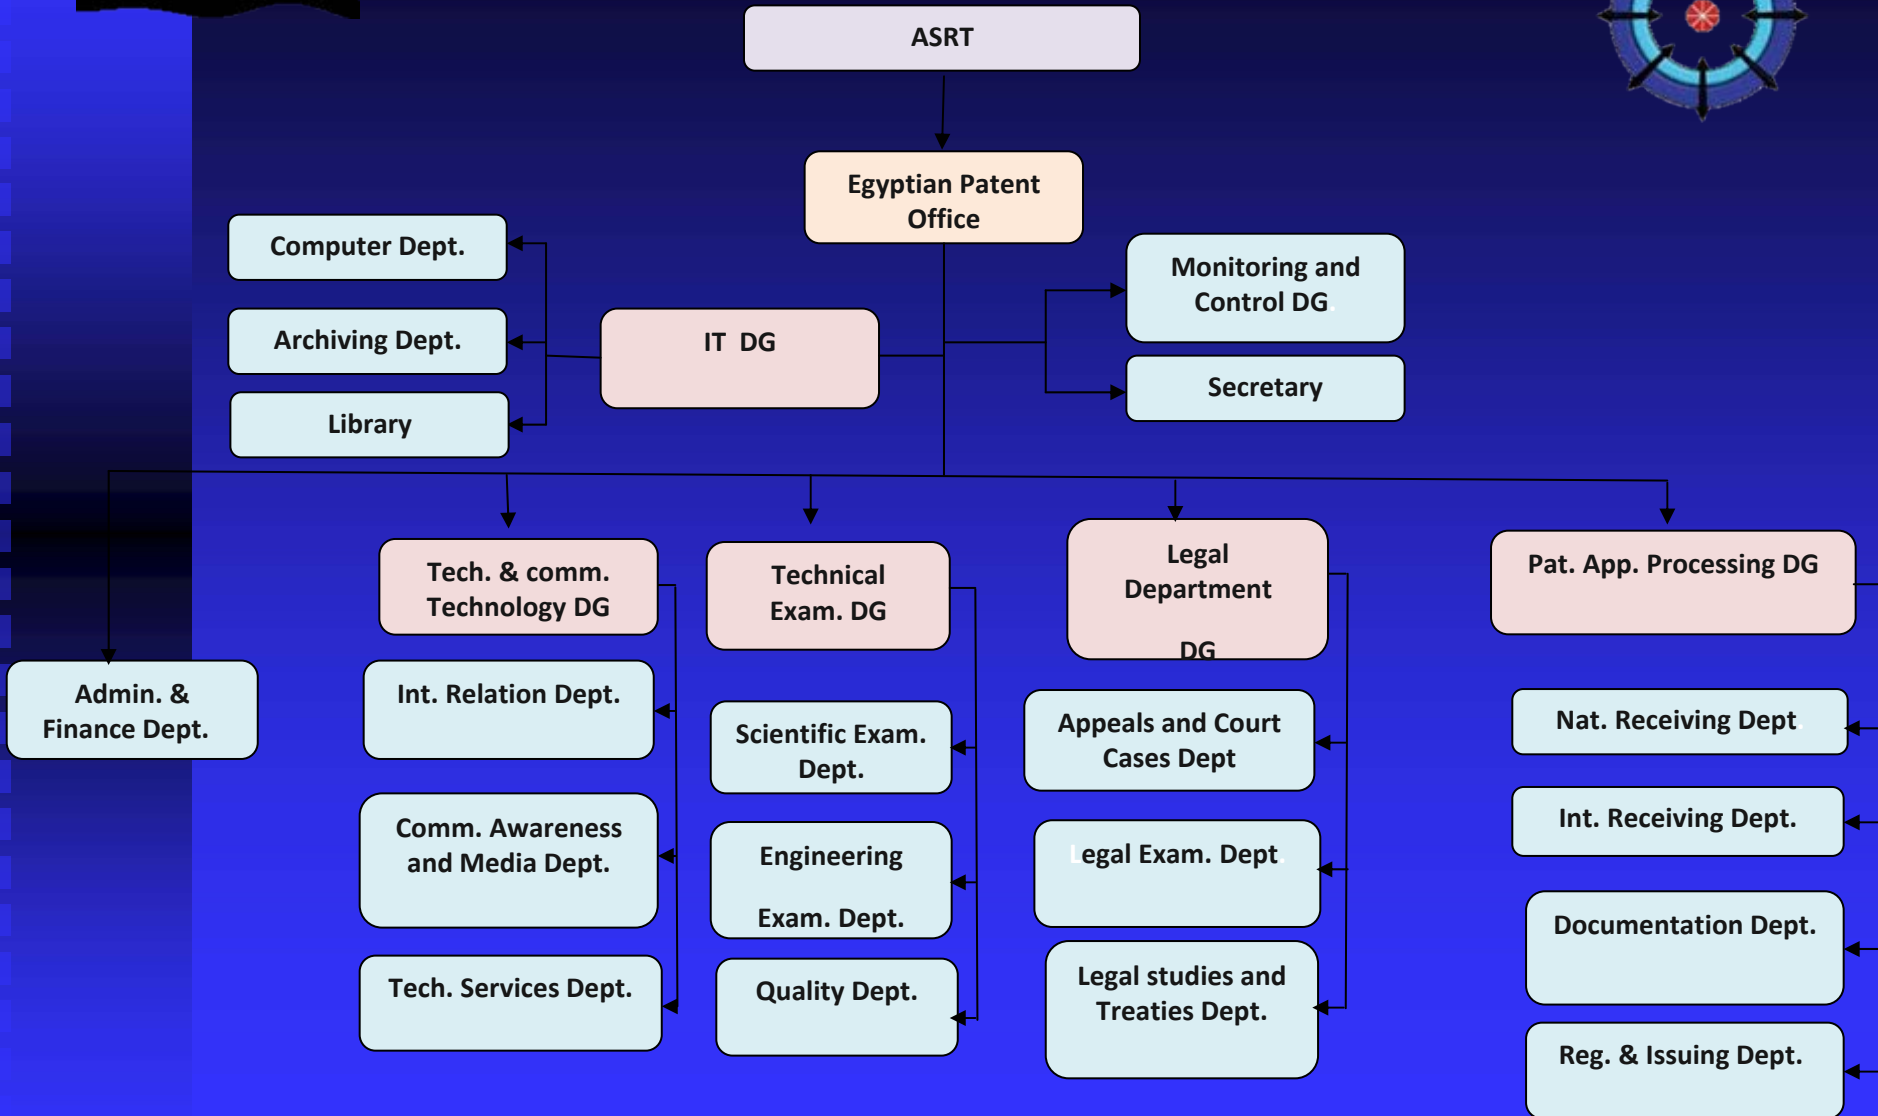 ASRT
Egyptian Patent
Office
Computer Dept.
Archiving Dept.
Library
IT DG
Monitoring and
Control DG.
Secretary
Admin. &
Finance Dept.
Tech. & comm.
Technology DG
Int. Relation Dept.
Comm. Awareness
and Media Dept.
Tech. Services Dept.
Technical
Exam. DG
Scientific Exam.
Dept.
Engineering
Exam. Dept.
Quality Dept.
Legal
Department
DG
Appeals and Court
Cases Dept
Legal Exam. Dept.
Legal studies and
Treaties Dept.
Pat. App. Processing DG
Nat. Receiving Dept.
Int. Receiving Dept.
Documentation Dept.
Reg. & Issuing Dept.